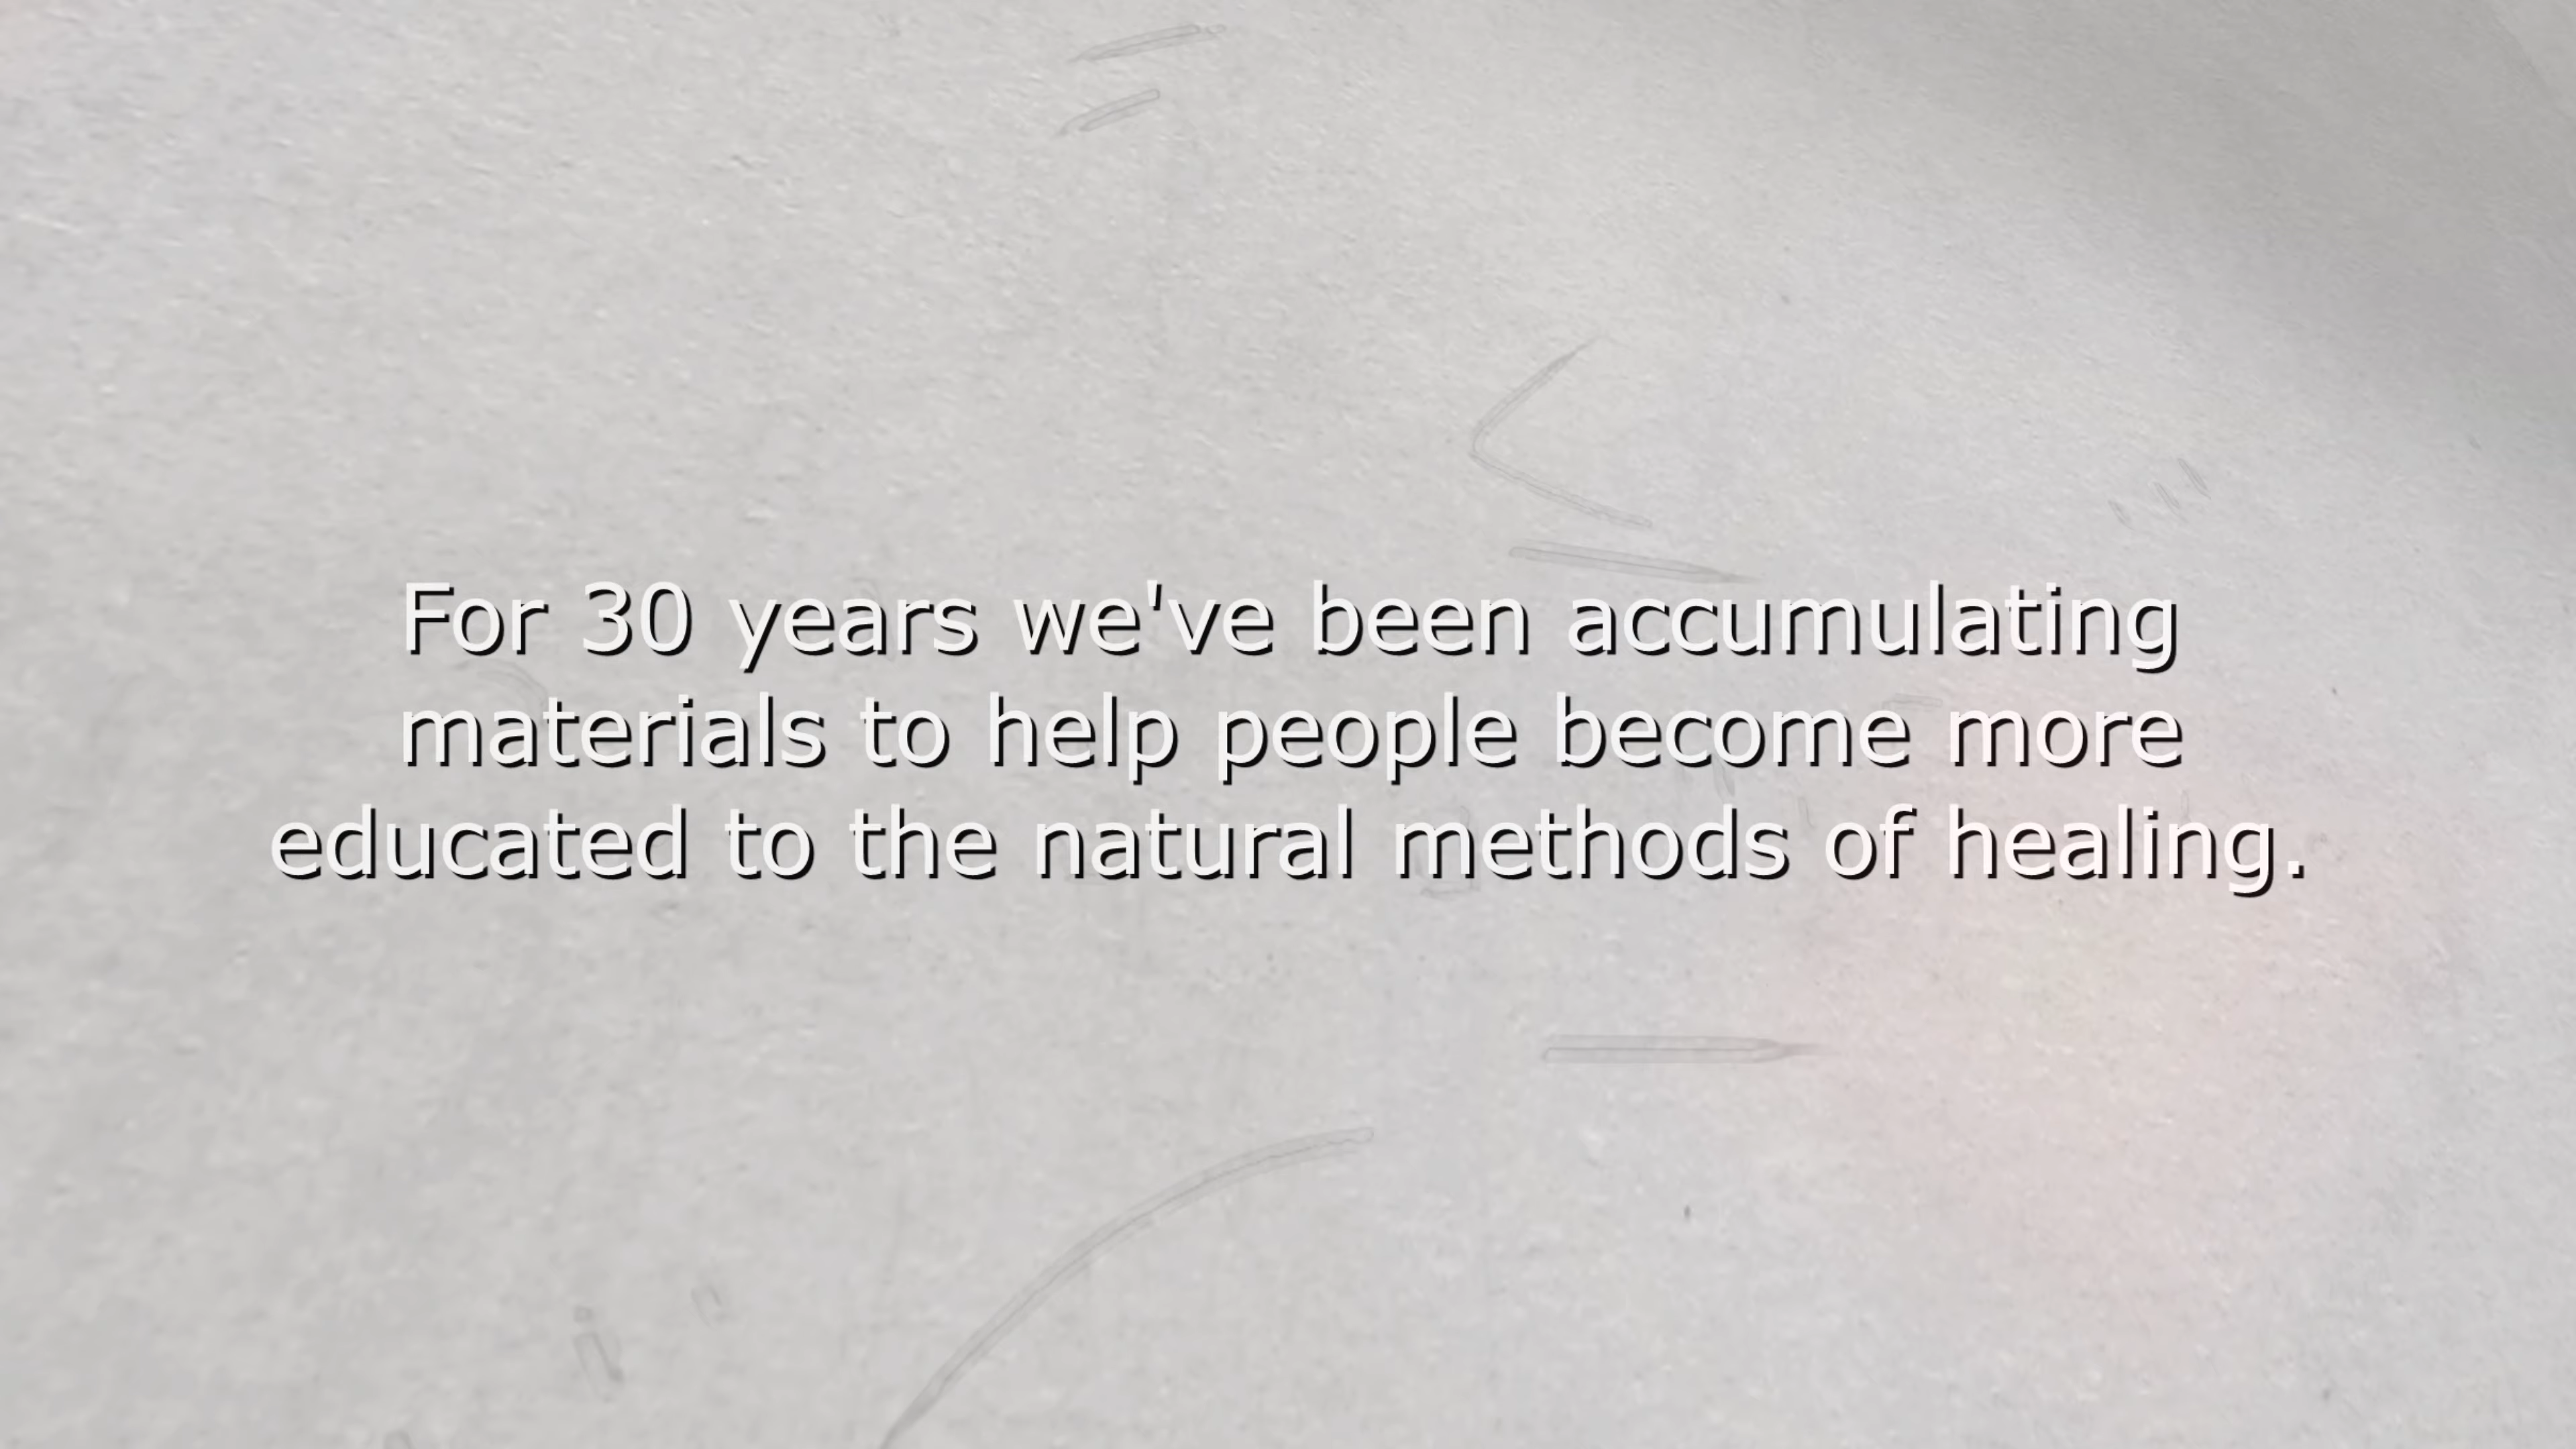 For 30 years we've been accumulating
materials to help people become more
educated to the natural methods of healing.